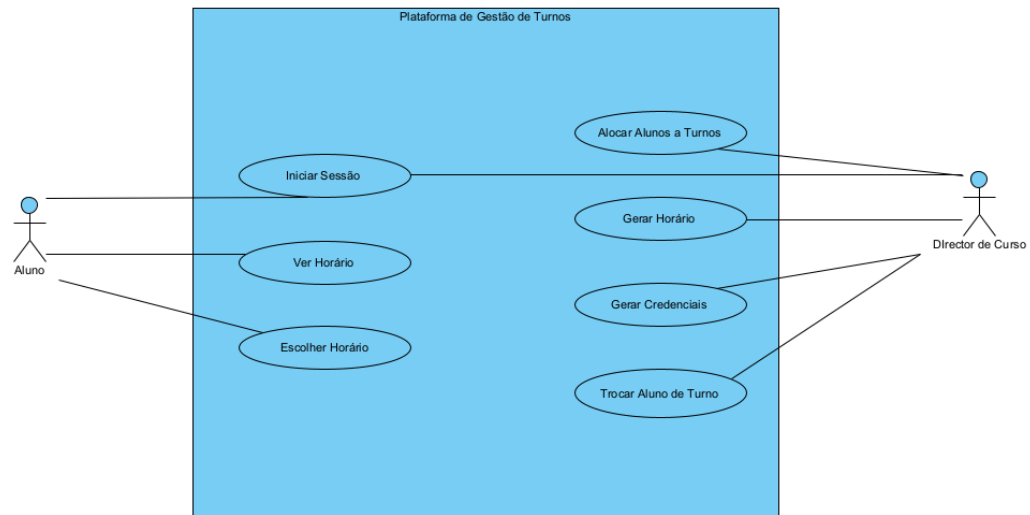 Plataforma de Gestão de Turnos
Alocar Alunos a Turnos
Iniciar Sessão
Gerar Horário
Aluno
DIrector de Curso
Ver Horário
Gerar Credenciais
Escolher Horário
Trocar Aluno de Turno